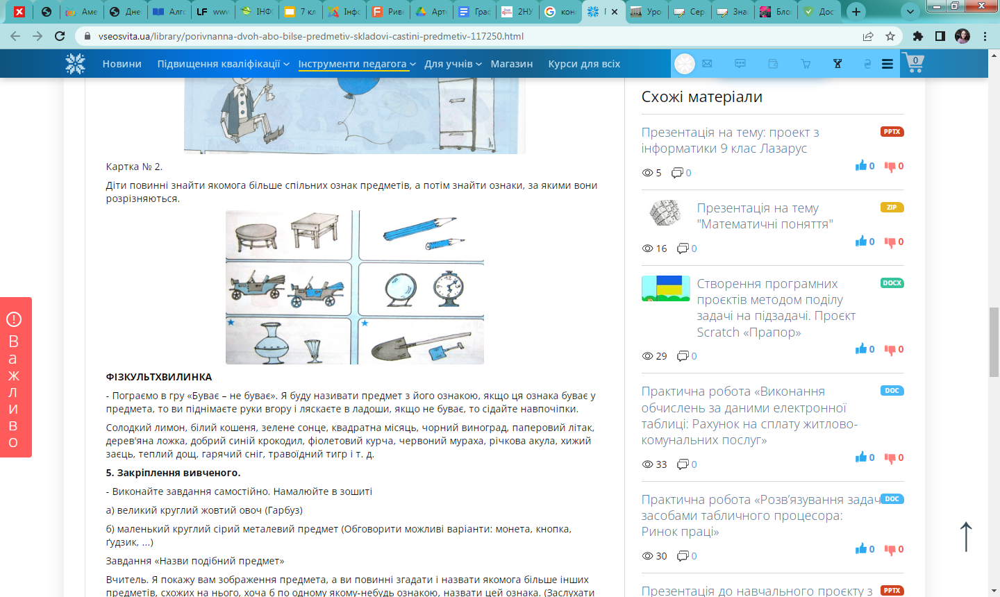 Аме
Дне
Алго
www
ІНФО
7 кл
Інфо
Риве
Арте
Граф
2НУ
кон
Уро
Сер
Зна
Бло
Дос
vseosvita.ua/library/porivnanna-dvoh-abo-bilse-predmetiv-skladovi-castini-predmetiv-117250.html
Новини Підвищення кваліфікації Інструменти педагога Для учнів Магазин Курси для всіх
0
Картка № 2.
Діти повинні знайти якомога більше спільних ознак предметів, а потім знайти ознаки, за якими вони
розрізняються.
ФІЗКУЛЬТХВИЛИНКА
- Пограємо в гру «Буває – не буває». Я буду називати предмет з його ознакою, якщо ця ознака буває у
предмета, то ви піднімаєте руки вгору і ляскаєте в ладоши, якщо не буває, то сідайте навпочіпки.
Солодкий лимон, білий кошеня, зелене сонце, квадратна місяць, чорний виноград, паперовий літак,
дерев'яна ложка, добрий синій крокодил, фіолетовий курча, червоний мураха, річкова акула, хижий
заєць, теплий дощ, гарячий сніг, травоїдний тигр і т. д.
5. Закріплення вивченого.
- Виконайте завдання самостійно. Намалюйте в зошиті
а) великий круглий жовтий овоч (Гарбуз)
б) маленький круглий сірий металевий предмет (Обговорити можливі варіанти: монета, кнопка,
ґудзик, ...)
Завдання «Назви подібний предмет»
Вчитель. Я покажу вам зображення предмета, а ви повинні згадати і назвати якомога більше інших
предметів, схожих на нього, хоча б по одному якому-небудь ознакою, назвати цей ознака. (Заслухати
Важливо
Схожі матеріали
Презентація на тему: проект з
інформатики 9 клас Лазарус
PPTX
5 0 0 0
Презентація на тему
"Математичні поняття"
ZIP
16 0 0 0
Створення програмних
проєктів методом поділу
задачі на підзадачі. Проєкт
Scratch «Прапор»
DOCX
29 0 0 0
Практична робота «Виконання
обчислень за даними електронної
таблиці: Рахунок на сплату житлово-
комунальних послуг»
DOC
33 0 0 0
Практична робота «Розв’язування задач
засобами табличного процесора:
Ринок праці»
DOC
30 0 0 0
Презентація до навчального проєкту з
PPTX